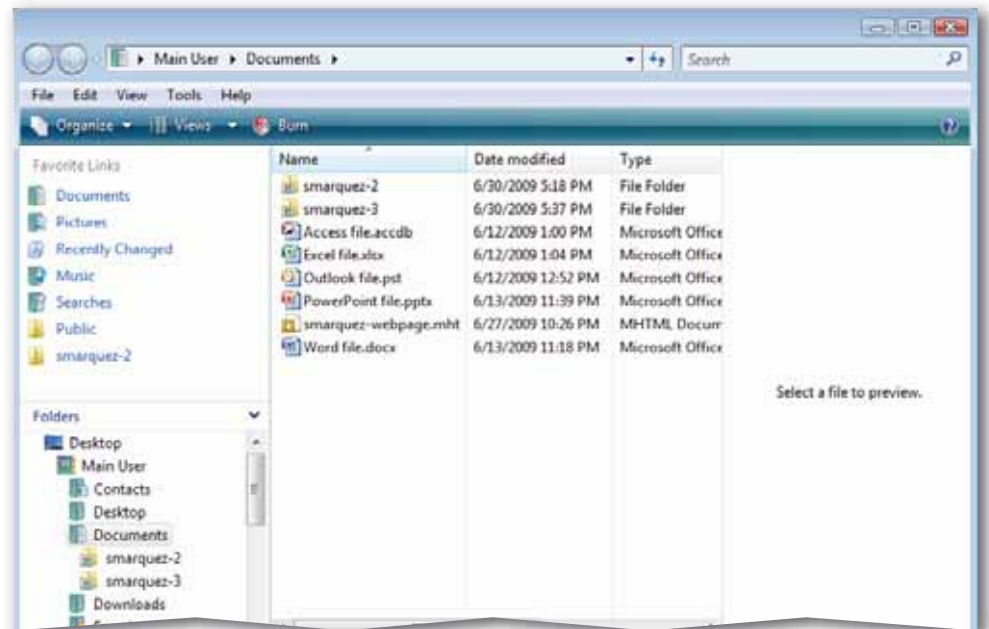 Main User Documents Search
File Edit View Tools Help
Organize Views Burn
Favorite Links
Documents
Pictures
Recently Changed
Music
Searches
Public
smarquez-2
Folders
Desktop
Main User
Contacts
Desktop
Documents
smarquez-2
smarquez-3
Downloads
Name Date modified Type
smarquez-2 6/30/2009 5:18 PM File Folder
smarquez-3 6/30/2009 5:37 PM File Folder
Access file.accdb 6/12/2009 1:00 PM Microsoft Office
Excel file.xlsx 6/12/2009 1:04 PM Microsoft Office
Outlook file.pst 6/12/2009 12:52 PM Microsoft Office
PowerPoint file.pptx 6/13/2009 11:39 PM Microsoft Office
smarquez-webpage.mht 6/27/2009 10:26 PM MHTML Docum
Word file.docx 6/13/2009 11:18 PM Microsoft Office
Select a file to preview.